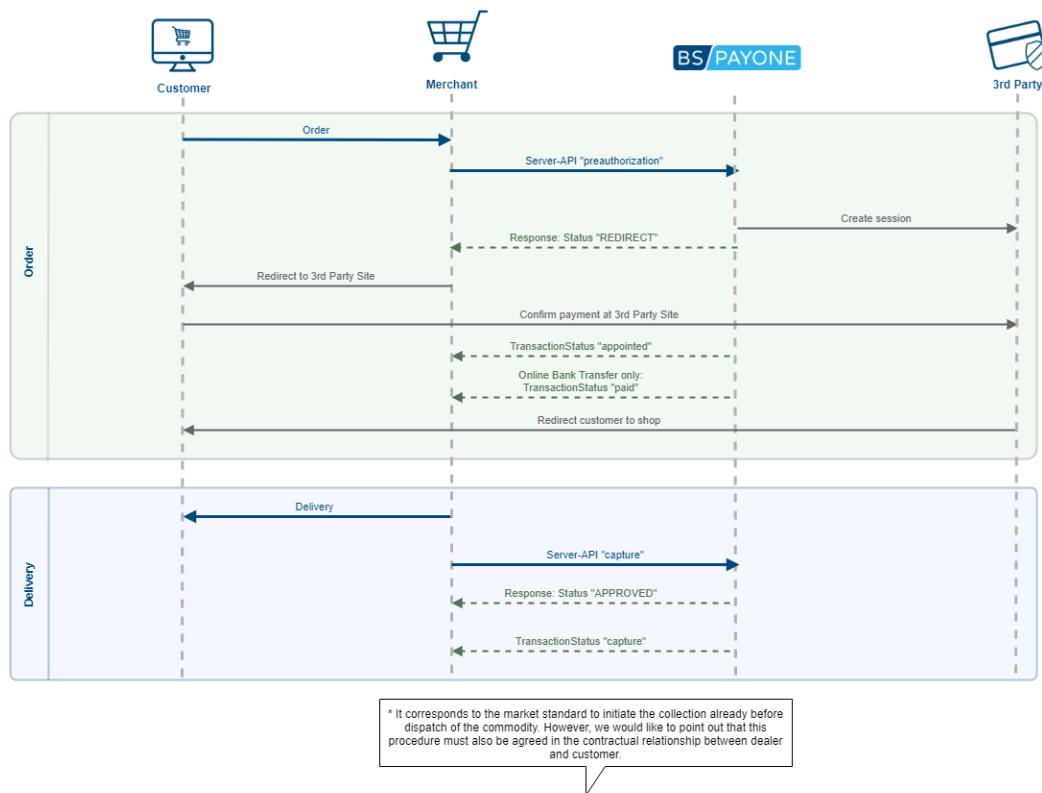 BS PAYONE
Customer
Merchant
3rd Party
Order
Order
Server-API "preauthorization"
Create session
Response: Status "REDIRECT"
Redirect to 3rd Party Site
Confirm payment at 3rd Party Site
TransactionStatus "appointed"
Online Bank Transfer only:
TransactionStatus "paid"
Redirect customer to shop
Delivery
Delivery
Server-API "capture"
Response: Status "APPROVED"
TransactionStatus "capture"
* It corresponds to the market standard to initiate the collection already before
dispatch of the commodity. However, we would like to point out that this
procedure must also be agreed in the contractual relationship between dealer
and customer.